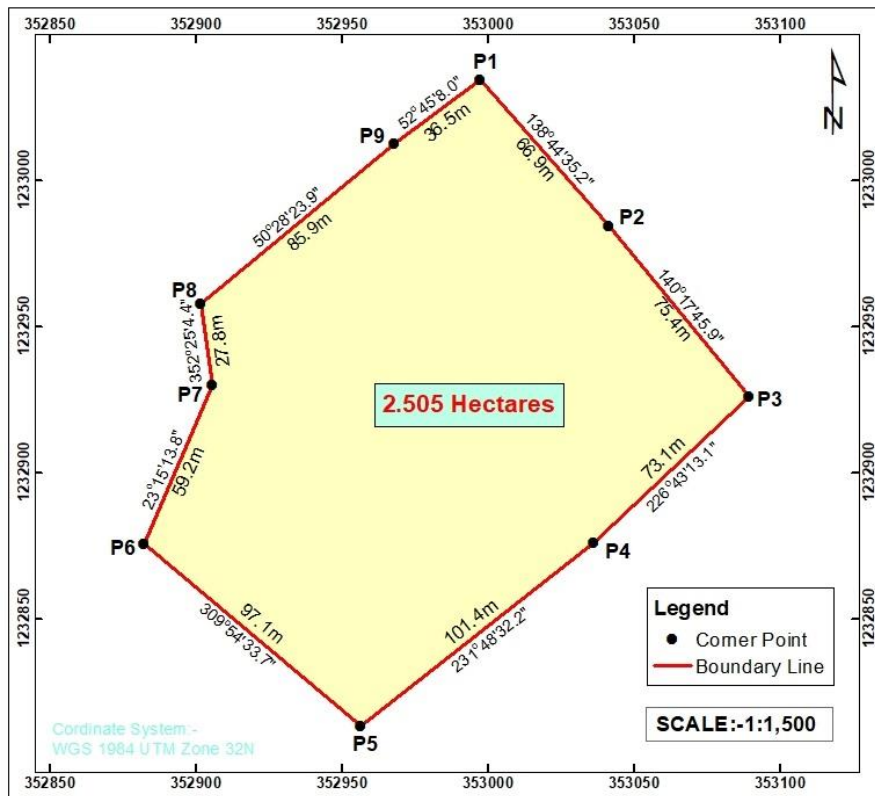 352850 352900 352950 353000 353050 353100
P1
N
52°45'8.0"
36.5m
138°44'35.2"
66.9m
P9
1233000
1233000
P2
50°28'23.9"
85.9m
140°17'45.9"
75.4m
P8
352°25'4.4"
27.8m
1232950
1232950
P7
2.505 Hectares
P3
23°15'13.8"
59.2m
73.1m
226°43'13.1"
1232900
1232900
P6
P4
97.1m
309°54'33.7"
101.4m
231°48'32.2"
1232850
1232850
Legend
Corner Point
Boundary Line
Cordinate System:-
WGS 1984 UTM Zone 32N
P5
SCALE:-1:1,500
352850 352900 352950 353000 353050 353100